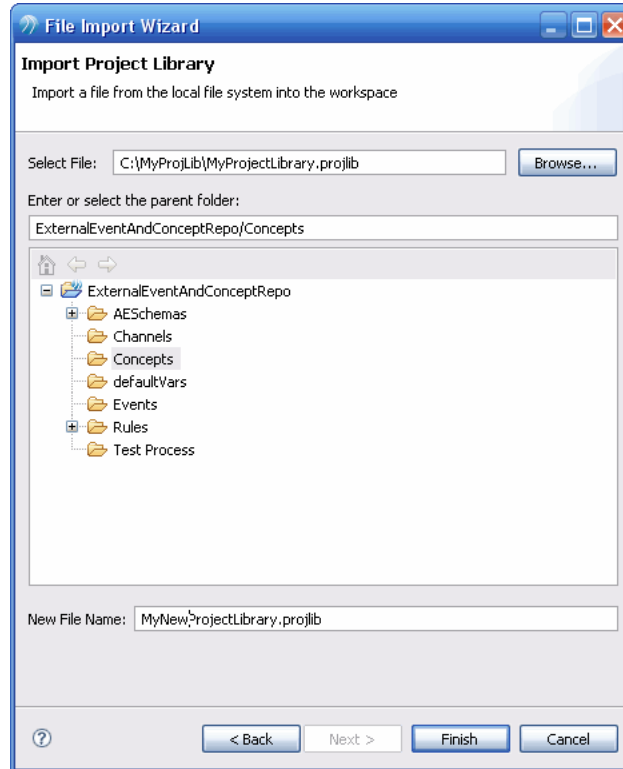 File Import Wizard
Import Project Library
Import a file from the local file system into the workspace
Select File: C:\MyProjLib\MyProjectLibrary.projlib Browse...
Enter or select the parent folder:
ExternalEventAndConceptRepo/Concepts
ExternalEventAndConceptRepo
AESchemas
Channels
Concepts
defaultVars
Events
Rules
Test Process
New File Name: MyNewProjectLibrary.projlib
? < Back Next > Finish Cancel